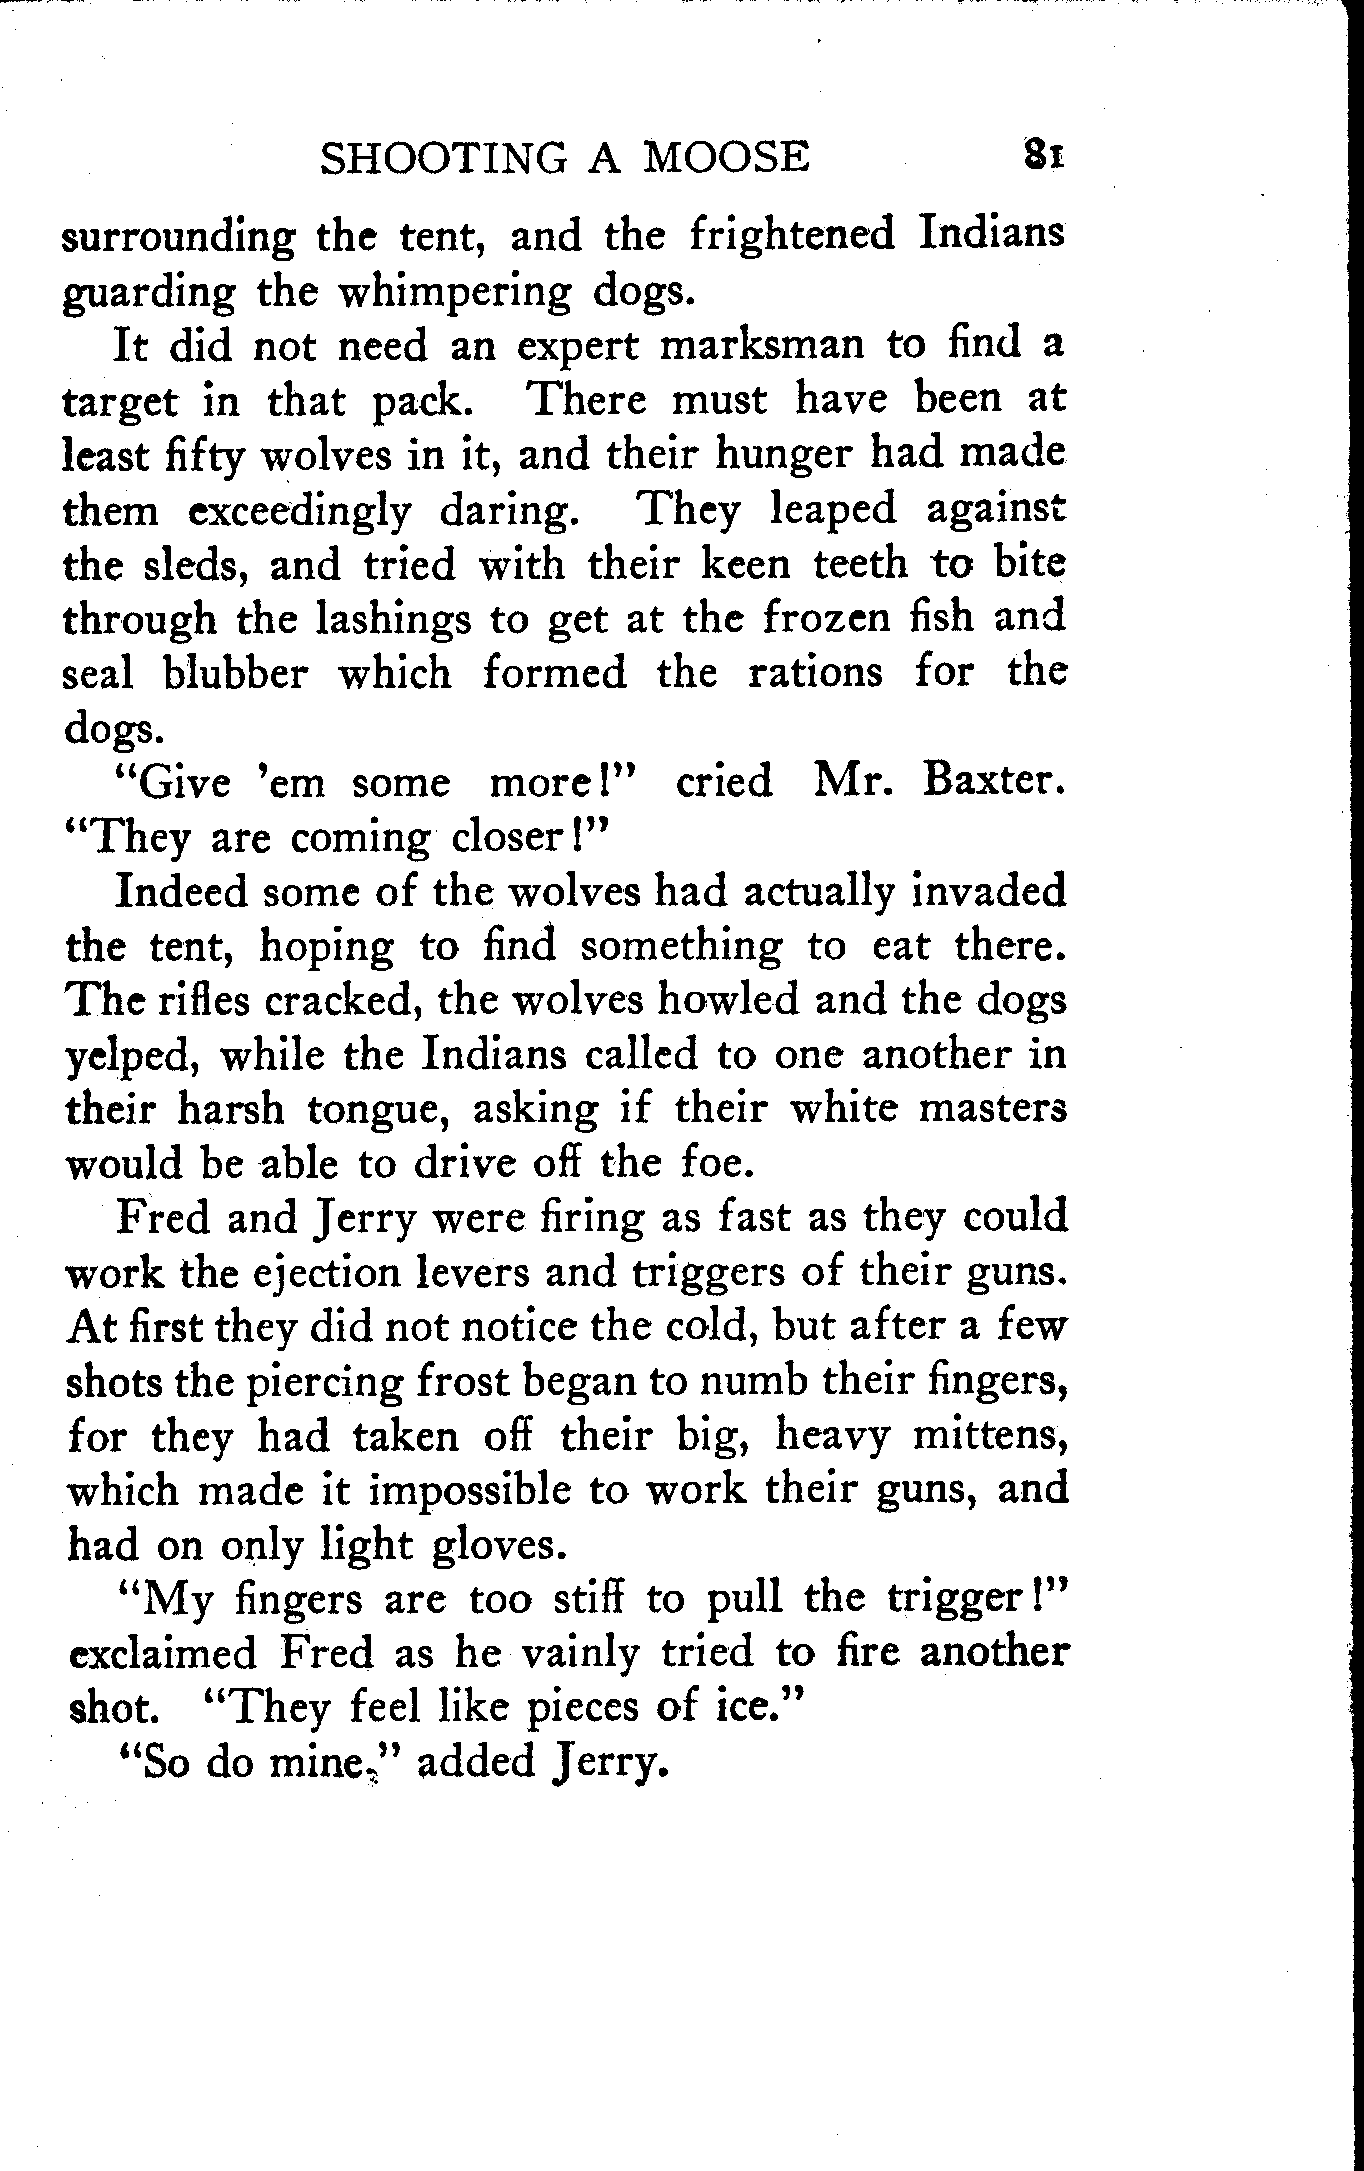 SHOOTING A MOOSE 81
surrounding the tent, and the frightened Indians
guarding the whimpering dogs.
It did not need an expert marksman to find a
target in that pack. There must have been at
least fifty wolves in it, and their hunger had made
them exceedingly daring. They leaped against
the sleds, and tried with their keen teeth to bite
through the lashings to get at the frozen fish and
seal blubber which formed the rations for the
dogs.
“Give ’em some more!” cried Mr. Baxter.
“They are coming closer!”
Indeed some of the wolves had actually invaded
the tent, hoping to find something to eat there.
The rifles cracked, the wolves howled and the dogs
yelped, while the Indians called to one another in
their harsh tongue, asking if their white masters
would be able to drive off the foe.
Fred and Jerry were firing as fast as they could
work the ejection levers and triggers of their guns.
At first they did not notice the cold, but after a few
shots the piercing frost began to numb their fingers,
for they had taken off their big, heavy mittens,
which made it impossible to work their guns, and
had on only light gloves.
“My fingers are too stiff to pull the trigger!”
exclaimed Fred as he vainly tried to fire another
shot. “They feel like pieces of ice.”
“So do mine,” added Jerry.